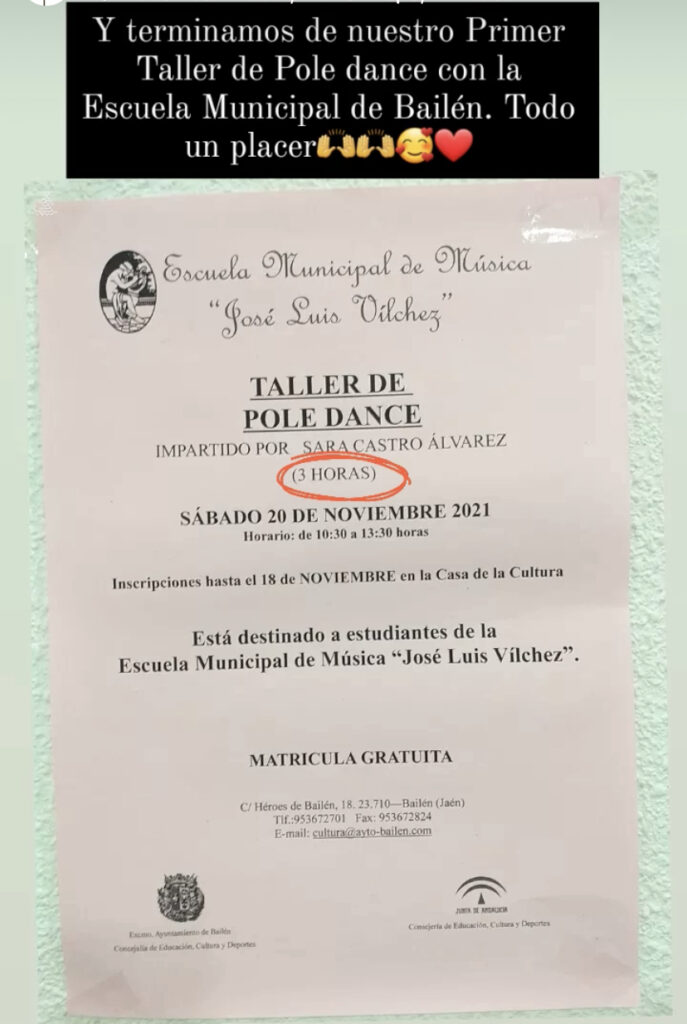 Y terminamos de nuestro Primer
Taller de Pole dance con la
Escuela Municipal de Bailén. Todo
un placer🙌🙌🥰❤️
Escuela Municipal de Música
"José Luis Vílchez"
TALLER DE
POLE DANCE
IMPARTIDO POR SARA CASTRO ÁLVAREZ
(3 HORAS)
SÁBADO 20 DE NOVIEMBRE 2021
Horario: de 10:30 a 13:30 horas
Inscripciones hasta el 18 de NOVIEMBRE en la Casa de la Cultura
Está destinado a estudiantes de la
Escuela Municipal de Música “José Luis Vílchez”.
MATRICULA GRATUITA
C/ Héroes de Bailén, 18. 23.710—Bailén (Jaén)
Tlf.:953672701 Fax: 953672824
E-mail: cultura@ayto-bailen.com
Excmo. Ayuntamiento de Bailén
Concejalía de Educación, Cultura y Deportes
JUNTA DE ANDALUCIA
Consejería de Educación, Cultura y Deportes